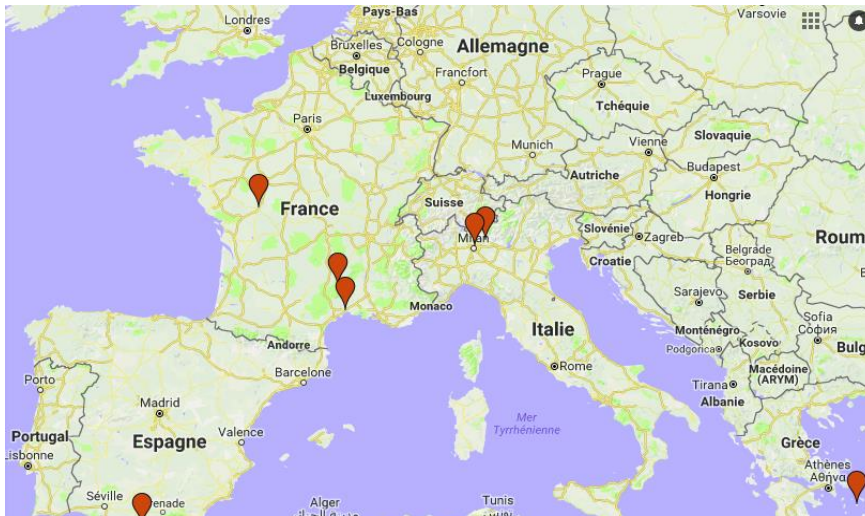 Londres
Pays-Bas
Varsovie
Bruxelles
Cologne
Allemagne
Belgique
Francfort
Prague
Luxembourg
Tchéquie
Paris
Slovaquie
Munich
Vienne
Budapest
Autriche
Hongrie
France
Suisse
Milan
Slovénie
Zagreb
Roum
Croatie
Belgrade
Београд
Monaco
Sarajevo
Serbie
Italie
Monténégro
Kosovo
Sofia
София
Andorre
Podgorica
Bulg
Porto
Barcelone
Rome
Macédoine
(ARYM)
Tirana
Albanie
Madrid
Mer
Tyrrhénienne
Portugal
Espagne
Valence
Grèce
Lisbonne
Athènes
Αθήνα
Séville
Alger
Tunis